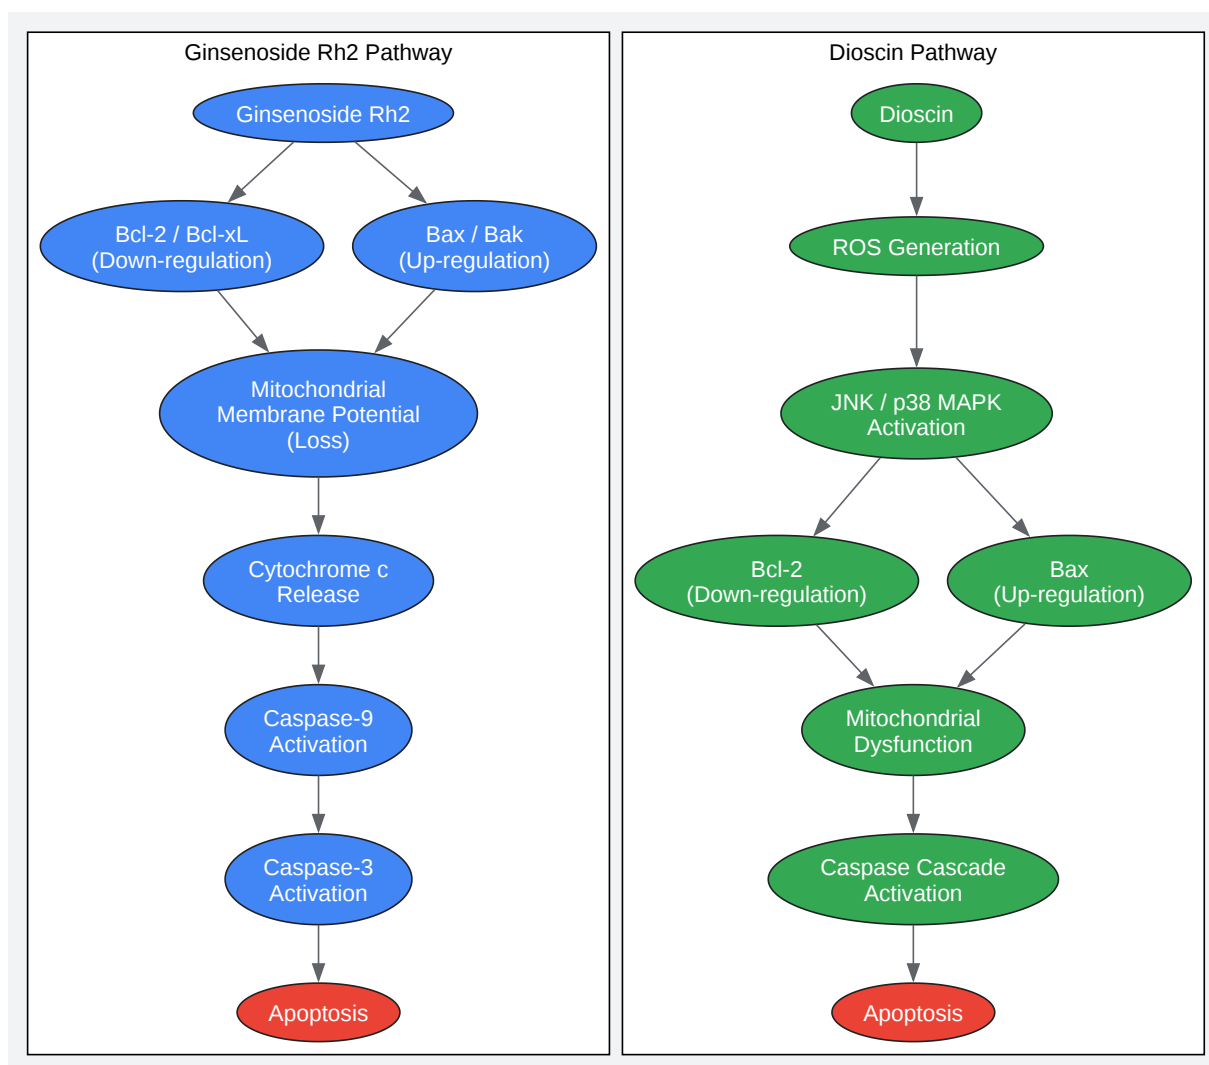 Ginsenoside Rh2 Pathway
Ginsenoside Rh2
Bcl-2 / Bcl-xL
(Down-regulation)
Bax / Bak
(Up-regulation)
Mitochondrial
Membrane Potential
(Loss)
Cytochrome c
Release
Caspase-9
Activation
Caspase-3
Activation
Apoptosis
Dioscin Pathway
Dioscin
ROS Generation
JNK / p38 MAPK
Activation
Bcl-2
(Down-regulation)
Bax
(Up-regulation)
Mitochondrial
Dysfunction
Caspase Cascade
Activation
Apoptosis